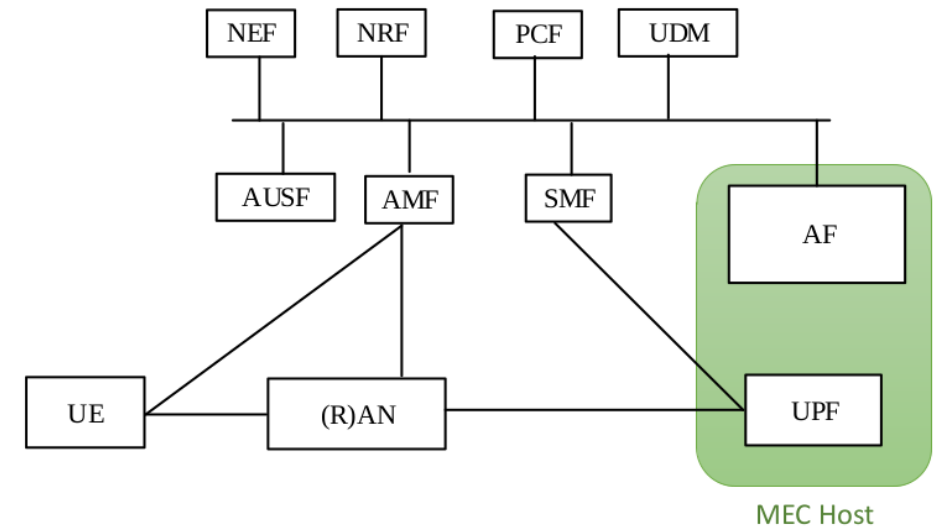 NEF
NRF
PCF
UDM
AUSF
AMF
SMF
AF
UE
(R)AN
UPF
MEC Host